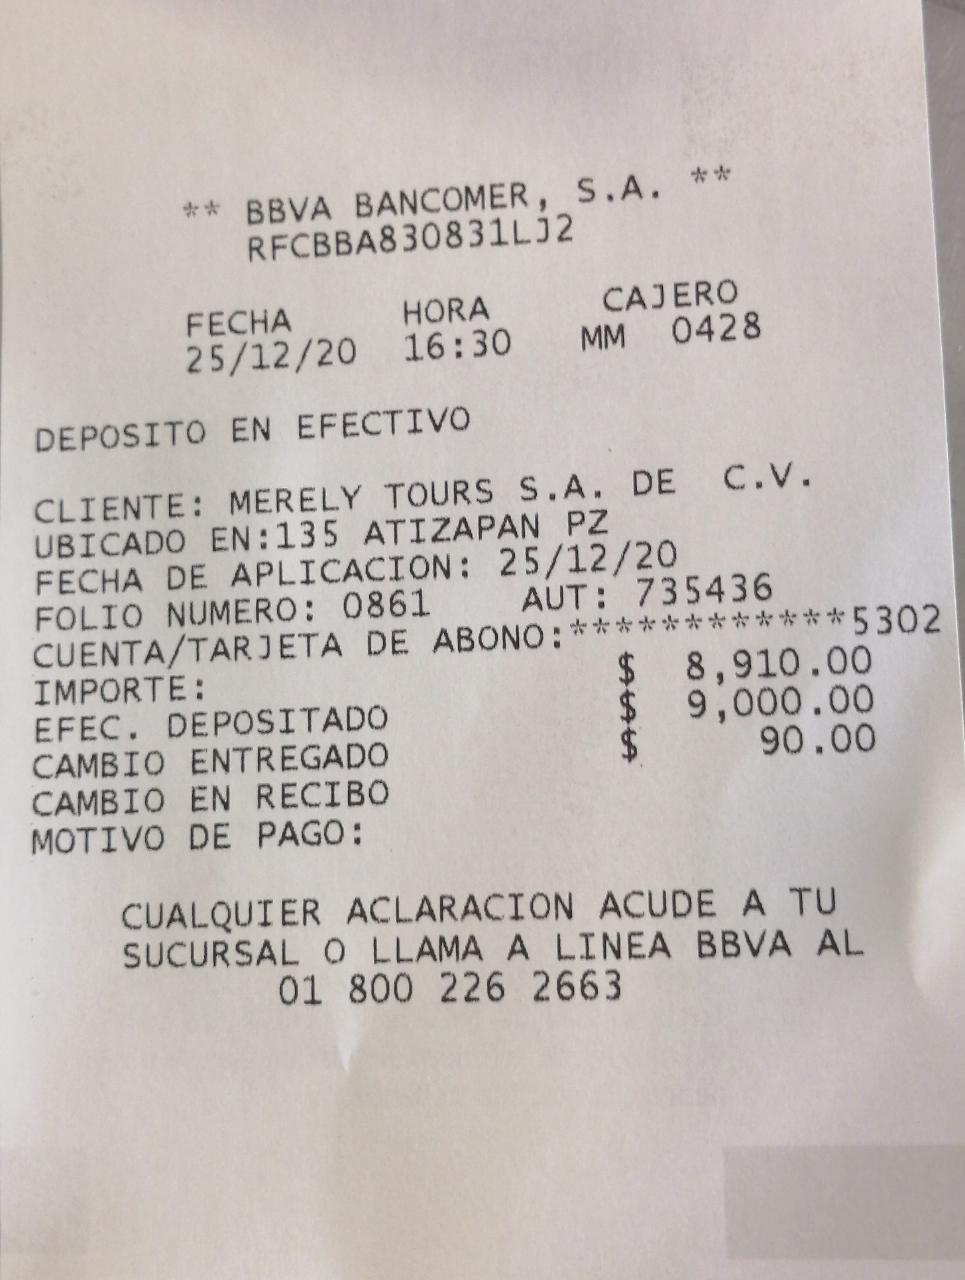 ** BBVA BANCOMER, S.A. **
RFCBBA830831LJ2
FECHA HORA CAJERO
25/12/20 16:30 MM 0428
DEPOSITO EN EFECTIVO
CLIENTE: MERELY TOURS S.A. DE C.V.
UBICADO EN:135 ATIZAPAN PZ
FECHA DE APLICACION: 25/12/20
FOLIO NUMERO: 0861 AUT: 735436
CUENTA/TARJETA DE ABONO:************5302
IMPORTE: $ 8,910.00
EFEC. DEPOSITADO $ 9,000.00
CAMBIO ENTREGADO $ 90.00
CAMBIO EN RECIBO
MOTIVO DE PAGO:
CUALQUIER ACLARACION ACUDE A TU
SUCURSAL O LLAMA A LINEA BBVA AL
01 800 226 2663